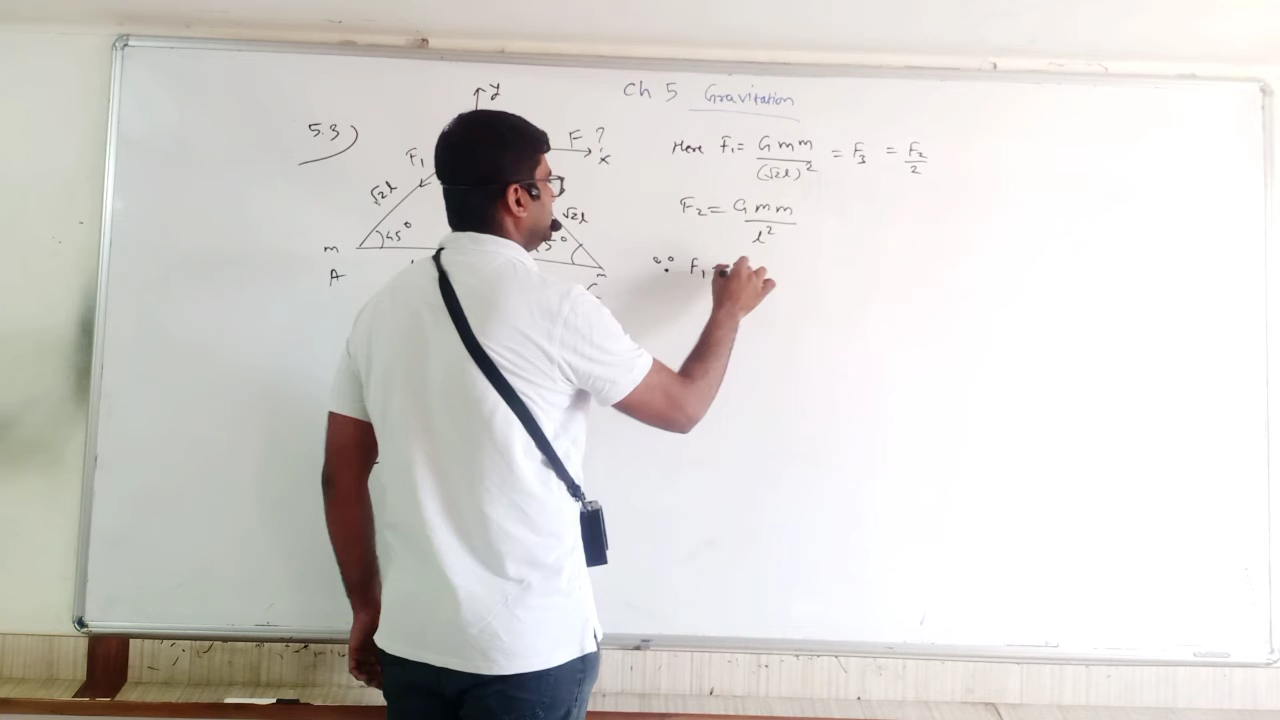 Ch 5 Gravitation
5.3)
y
F ?
x
F₁
√2l
√2l
45°
5°
m
m
A
Here F₁ = Gmm/(√2l)² = F₃ = F₂/2
F₂ = Gmm/l²
∵ F₁